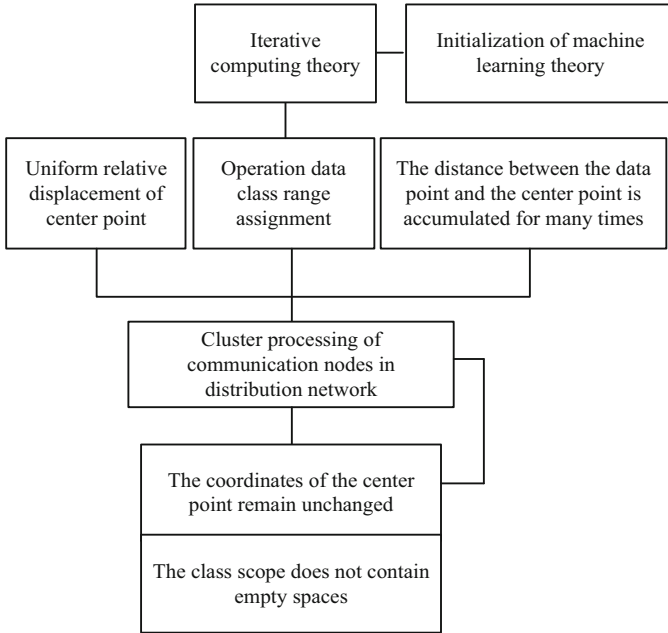 Iterative
computing theory
Initialization of machine
learning theory
Uniform relative
displacement of
center point
Operation data
class range
assignment
The distance between the data
point and the center point is
accumulated for many times
Cluster processing of
communication nodes in
distribution network
The coordinates of the center
point remain unchanged
The class scope does not contain
empty spaces